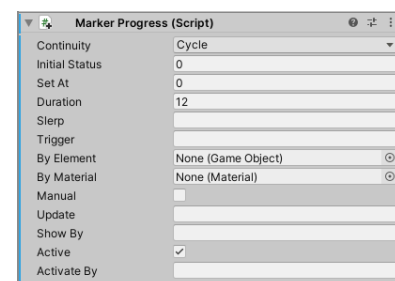 Marker Progress (Script)
Continuity Cycle
Initial Status 0
Set At 0
Duration 12
Slerp
Trigger
By Element None (Game Object)
By Material None (Material)
Manual
Update
Show By
Active
Activate By